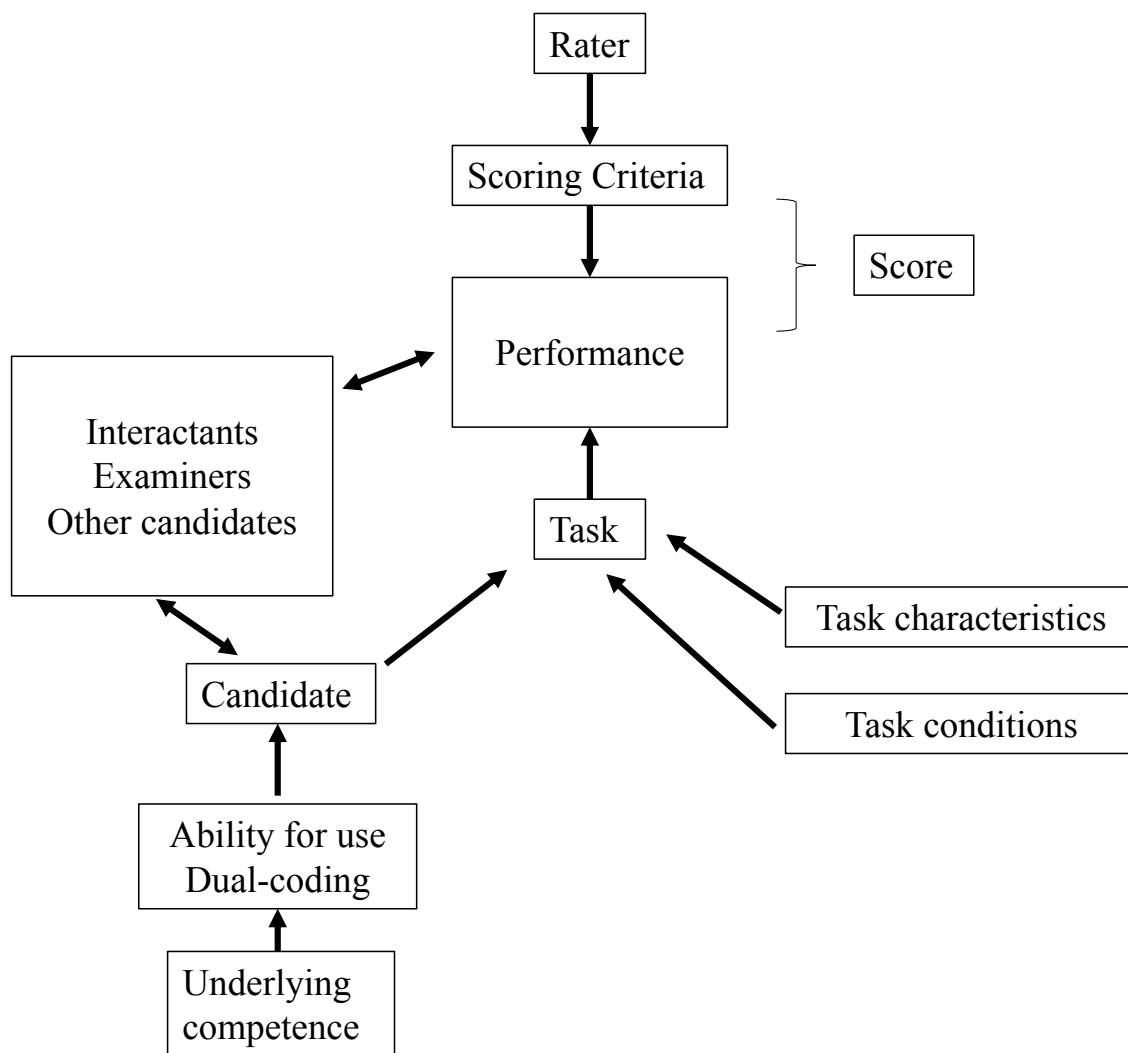 Rater
Scoring Criteria
Score
Performance
Interactants
Examiners
Other candidates
Task
Task characteristics
Candidate
Task conditions
Ability for use
Dual-coding
Underlying
competence